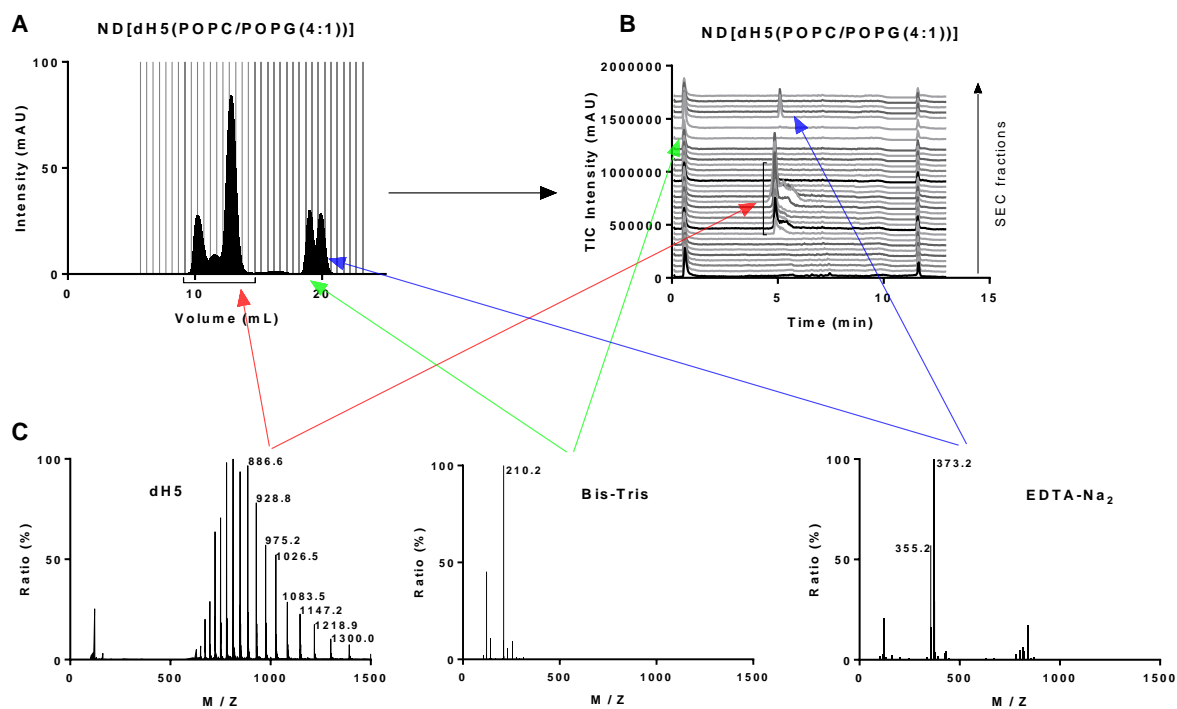 A
ND[dH5(POPC/POPG(4:1))]
100
50
0
Intensity (mAU)
0
10
20
Volume (mL)
B
ND[dH5(POPC/POPG(4:1))]
2000000
1500000
1000000
500000
0
TIC Intensity (mAU)
0
5
10
15
Time (min)
SEC fractions
C
100
50
0
Ratio (%)
dH5
886.6
928.8
975.2
1026.5
1083.5
1147.2
1218.9
1300.0
0
500
1000
1500
M / Z
100
50
0
Ratio (%)
210.2
Bis-Tris
0
500
1000
1500
M / Z
100
50
0
Ratio (%)
373.2
355.2
EDTA-Na₂
0
500
1000
1500
M / Z